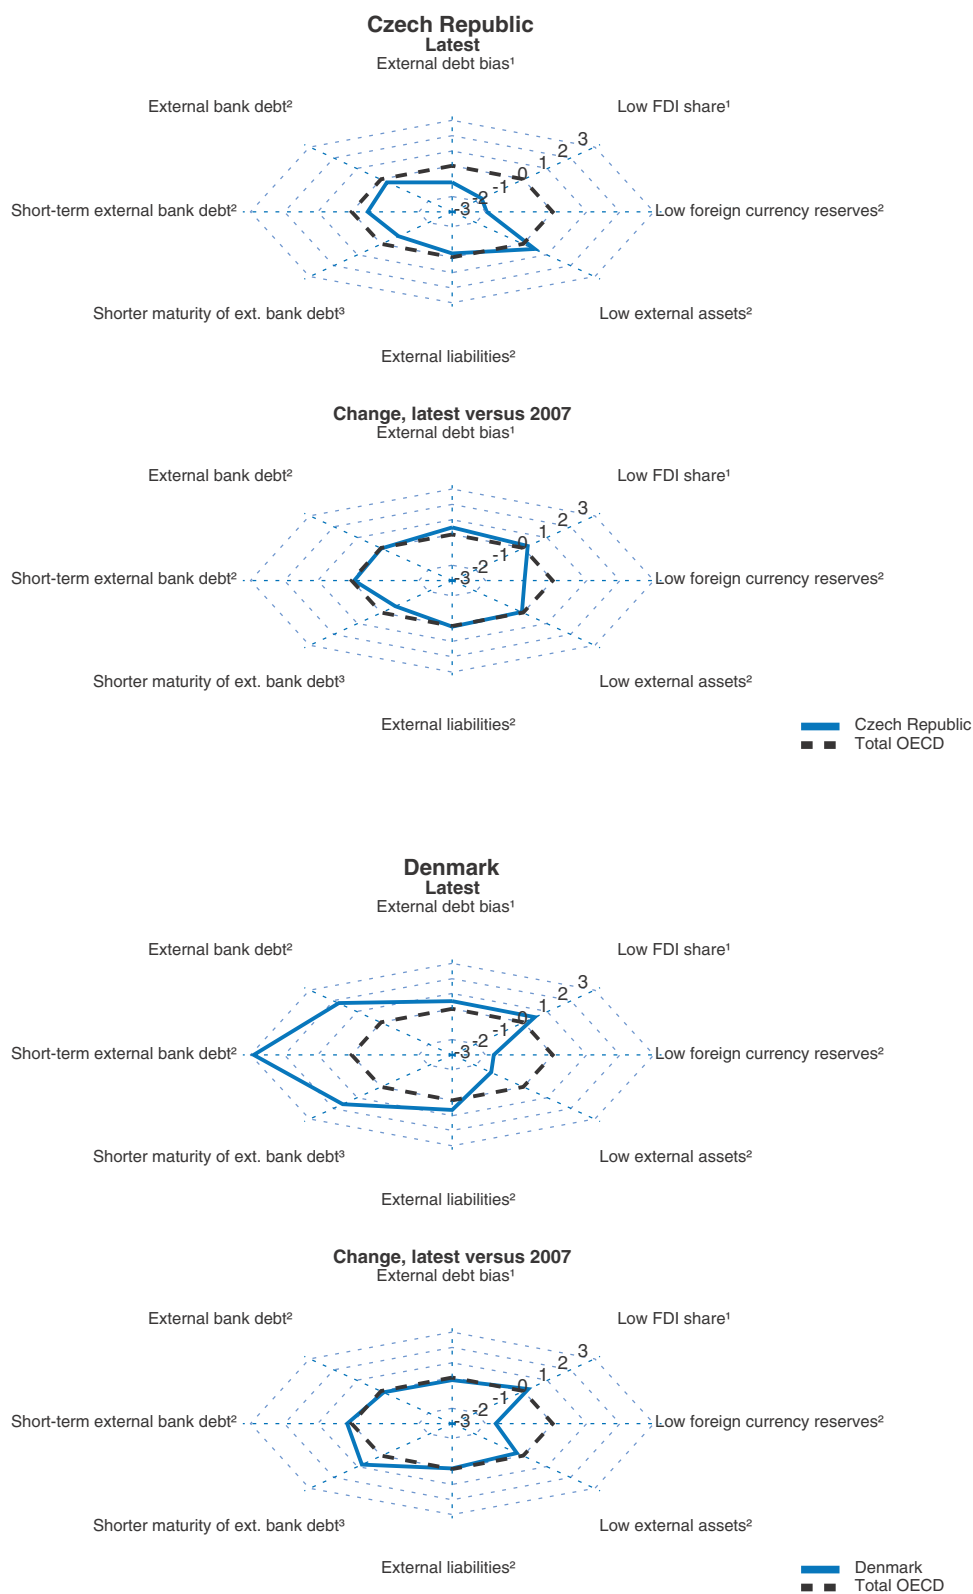 Czech Republic
Latest
External debt bias¹
External bank debt²
Low FDI share¹
3
2
1
0
-1
-2
-3
Short-term external bank debt²
Low foreign currency reserves²
Shorter maturity of ext. bank debt³
Low external assets²
External liabilities²
Change, latest versus 2007
External debt bias¹
External bank debt²
Low FDI share¹
3
2
1
0
-1
-2
-3
Short-term external bank debt²
Low foreign currency reserves²
Shorter maturity of ext. bank debt³
Low external assets²
External liabilities²
Czech Republic
Total OECD
Denmark
Latest
External debt bias¹
External bank debt²
Low FDI share¹
3
2
1
0
-1
-2
-3
Short-term external bank debt²
Low foreign currency reserves²
Shorter maturity of ext. bank debt³
Low external assets²
External liabilities²
Change, latest versus 2007
External debt bias¹
External bank debt²
Low FDI share¹
3
2
1
0
-1
-2
-3
Short-term external bank debt²
Low foreign currency reserves²
Shorter maturity of ext. bank debt³
Low external assets²
External liabilities²
Denmark
Total OECD